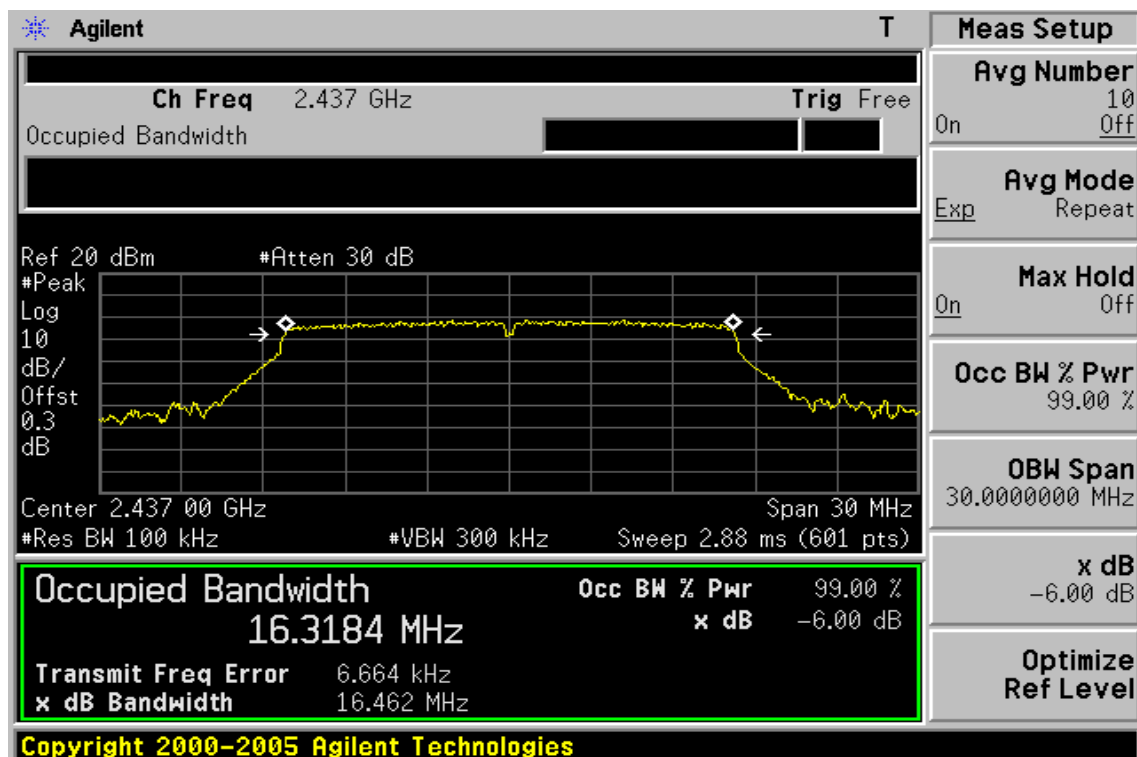 Agilent T
Ch Freq 2.437 GHz Trig Free
Occupied Bandwidth
Ref 20 dBm #Atten 30 dB
#Peak
Log
10
dB/
Offst
0.3
dB
Center 2.437 00 GHz Span 30 MHz
#Res BW 100 kHz #VBW 300 kHz Sweep 2.88 ms (601 pts)
Occupied Bandwidth
16.3184 MHz
Occ BW % Pwr 99.00 %
x dB -6.00 dB
Transmit Freq Error 6.664 kHz
x dB Bandwidth 16.462 MHz
Copyright 2000-2005 Agilent Technologies
Meas Setup
Avg Number
10
On Off
Avg Mode
Exp Repeat
Max Hold
On Off
Occ BW % Pwr
99.00 %
OBW Span
30.0000000 MHz
x dB
-6.00 dB
Optimize
Ref Level